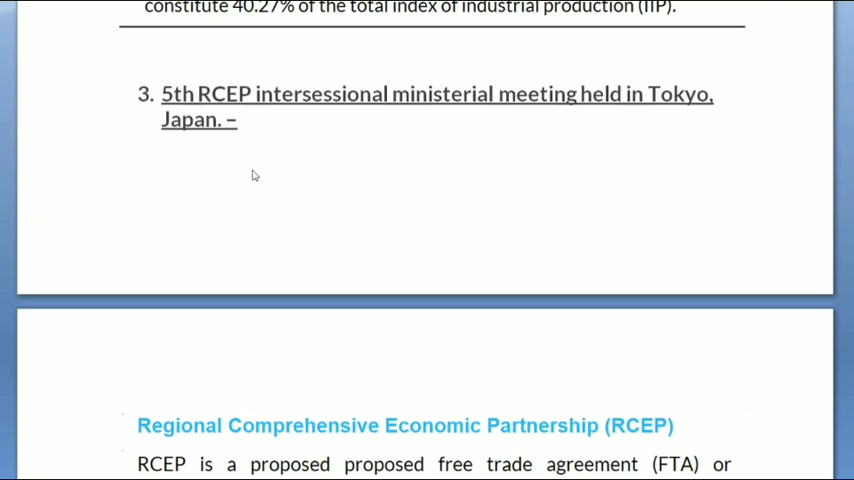 constitute 40.27% of the total index of industrial production (IIP).
3. 5th RCEP intersessional ministerial meeting held in Tokyo,
Japan. –
Regional Comprehensive Economic Partnership (RCEP)
RCEP is a proposed proposed free trade agreement (FTA) or